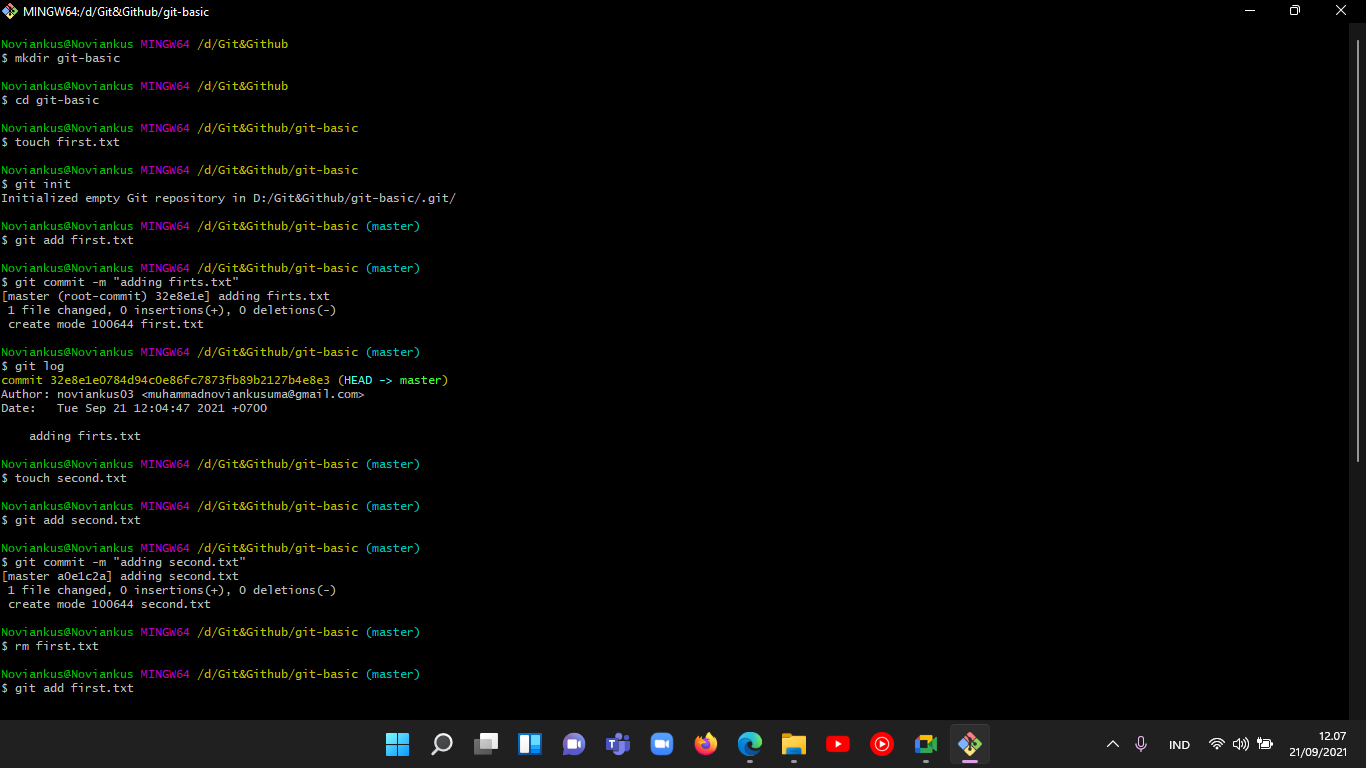 MINGW64:/d/Git&Github/git-basic
Noviankus@Noviankus MINGW64 /d/Git&Github
$ mkdir git-basic
Noviankus@Noviankus MINGW64 /d/Git&Github
$ cd git-basic
Noviankus@Noviankus MINGW64 /d/Git&Github/git-basic
$ touch first.txt
Noviankus@Noviankus MINGW64 /d/Git&Github/git-basic
$ git init
Initialized empty Git repository in D:/Git&Github/git-basic/.git/
Noviankus@Noviankus MINGW64 /d/Git&Github/git-basic (master)
$ git add first.txt
Noviankus@Noviankus MINGW64 /d/Git&Github/git-basic (master)
$ git commit -m "adding firts.txt"
[master (root-commit) 32e8e1e] adding firts.txt
 1 file changed, 0 insertions(+), 0 deletions(-)
 create mode 100644 first.txt
Noviankus@Noviankus MINGW64 /d/Git&Github/git-basic (master)
$ git log
commit 32e8e1e0784d94c0e86fc7873fb89b2127b4e8e3 (HEAD -> master)
Author: noviankus03 <muhammadnoviankusuma@gmail.com>
Date:   Tue Sep 21 12:04:47 2021 +0700
    adding firts.txt
Noviankus@Noviankus MINGW64 /d/Git&Github/git-basic (master)
$ touch second.txt
Noviankus@Noviankus MINGW64 /d/Git&Github/git-basic (master)
$ git add second.txt
Noviankus@Noviankus MINGW64 /d/Git&Github/git-basic (master)
$ git commit -m "adding second.txt"
[master a0e1c2a] adding second.txt
 1 file changed, 0 insertions(+), 0 deletions(-)
 create mode 100644 second.txt
Noviankus@Noviankus MINGW64 /d/Git&Github/git-basic (master)
$ rm first.txt
Noviankus@Noviankus MINGW64 /d/Git&Github/git-basic (master)
$ git add first.txt
IND
12.07
21/09/2021